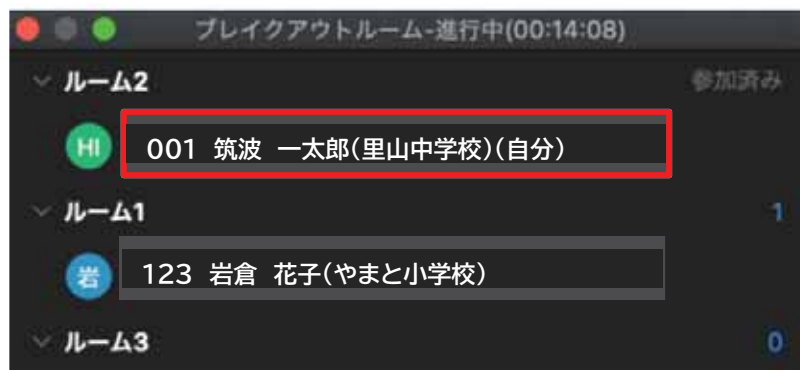 ブレイクアウトルーム-進行中(00:14:08)
ルーム2 参加済み
HI 001 筑波 一太郎(里山中学校)(自分)
ルーム1 1
岩 123 岩倉 花子(やまと小学校)
ルーム3 0